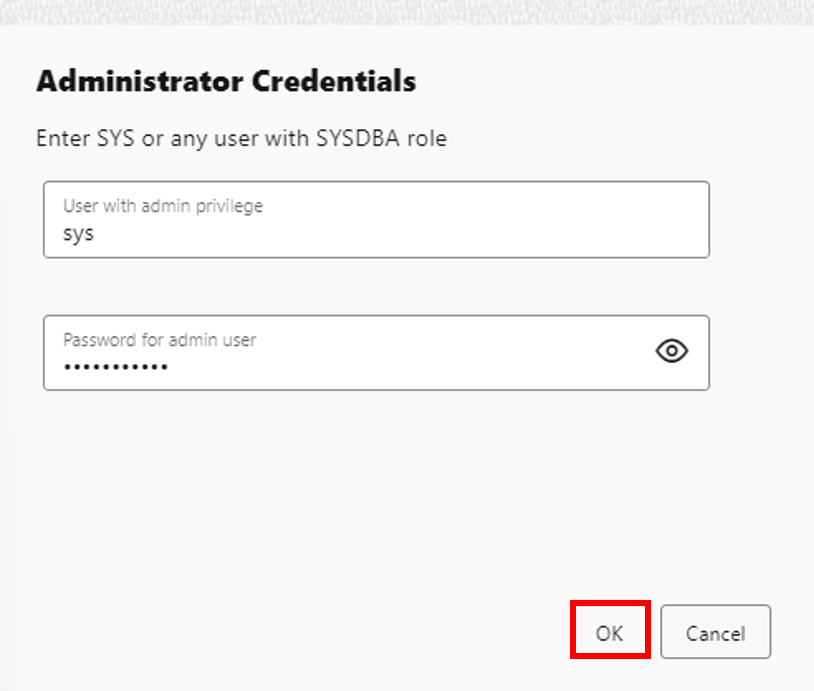 Administrator Credentials
Enter SYS or any user with SYSDBA role
User with admin privilege
sys
Password for admin user
•••••••••••
OK Cancel